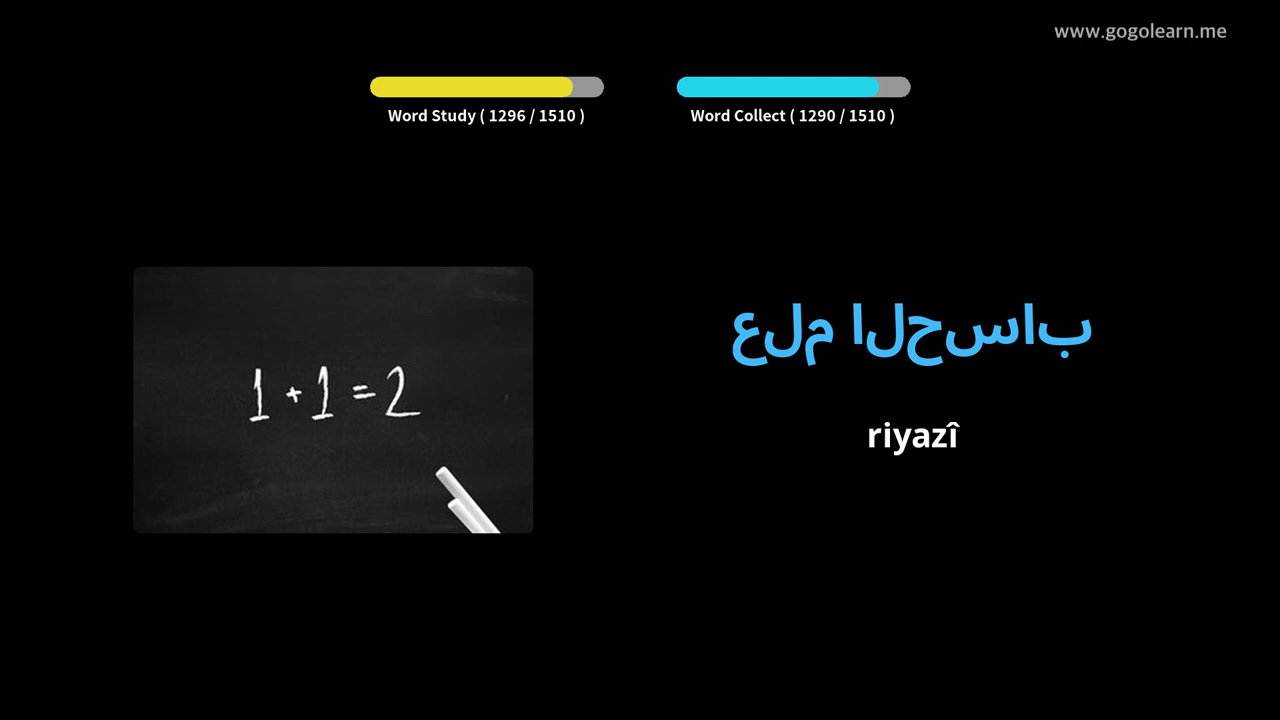 www.gogolearn.me
Word Study ( 1296 / 1510 )
Word Collect ( 1290 / 1510 )
علم الحساب
1 + 1 = 2
riyazî